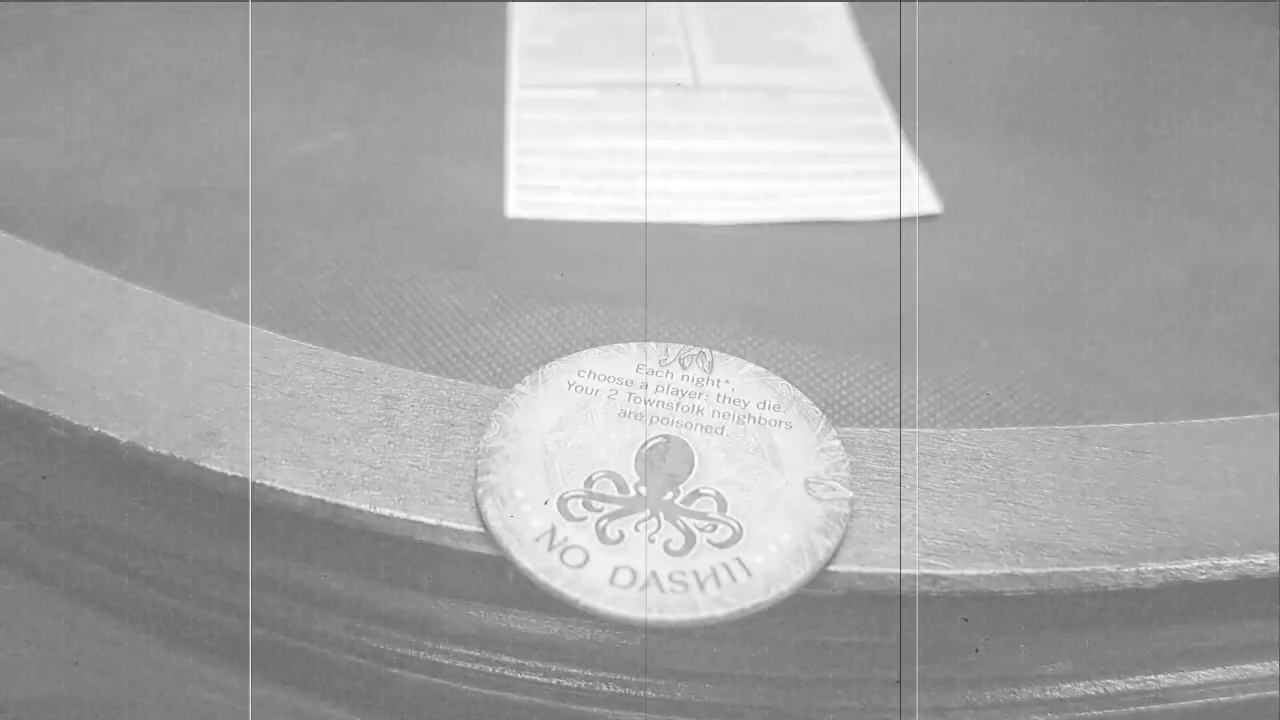 Each night*,
choose a player: they die.
Your 2 Townsfolk neighbors
are poisoned.
NO DASHII